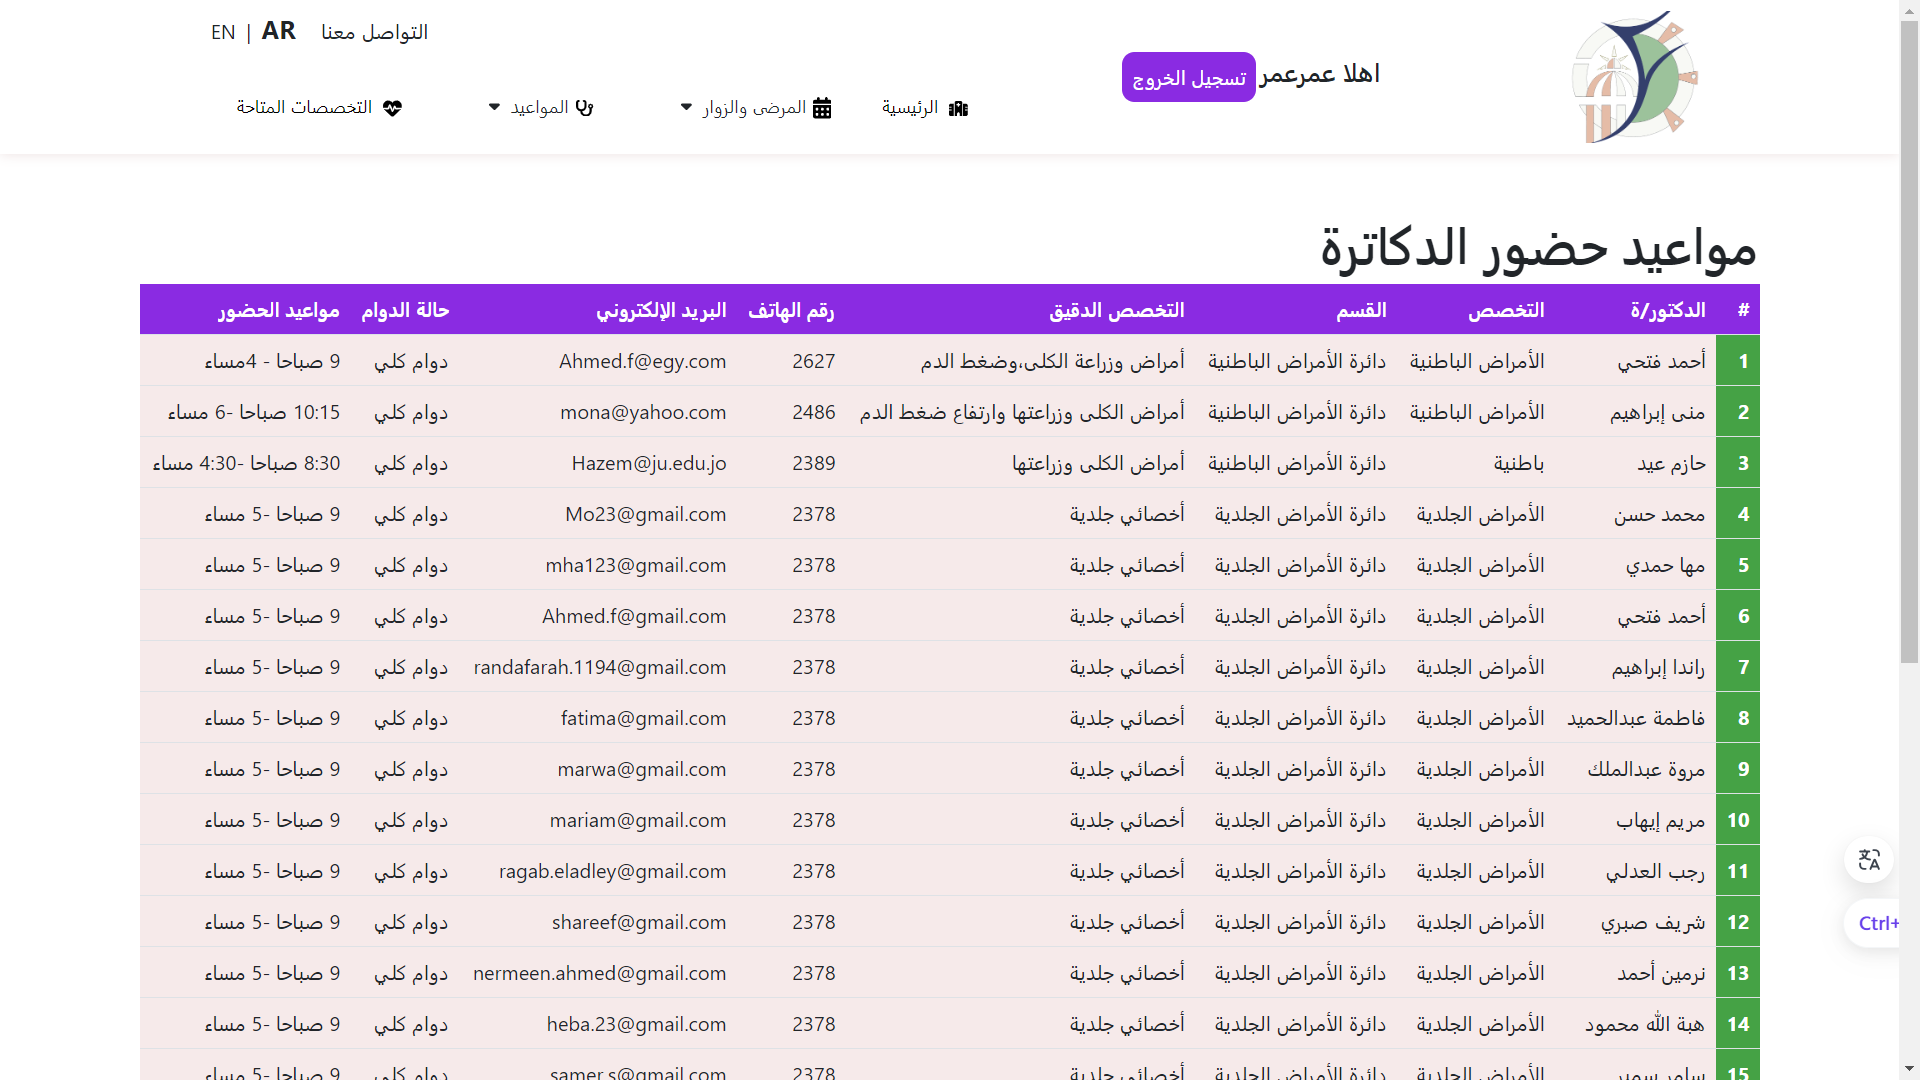 التواصل معنا AR | EN
اهلا عمرعمر تسجيل الخروج
الرئيسية المرضى والزوار المواعيد التخصصات المتاحة
مواعيد حضور الدكاترة
# الدكتور/ة التخصص القسم التخصص الدقيق رقم الهاتف البريد الإلكتروني حالة الدوام مواعيد الحضور
1 أحمد فتحي الأمراض الباطنية دائرة الأمراض الباطنية أمراض وزراعة الكلى،وضغط الدم 2627 Ahmed.f@egy.com دوام كلي 9 صباحا - 4مساء
2 منى إبراهيم الأمراض الباطنية دائرة الأمراض الباطنية أمراض الكلى وزراعتها وارتفاع ضغط الدم 2486 mona@yahoo.com دوام كلي 10:15 صباحا -6 مساء
3 حازم عيد باطنية دائرة الأمراض الباطنية أمراض الكلى وزراعتها 2389 Hazem@ju.edu.jo دوام كلي 8:30 صباحا -4:30 مساء
4 محمد حسن الأمراض الجلدية دائرة الأمراض الجلدية أخصائي جلدية 2378 Mo23@gmail.com دوام كلي 9 صباحا -5 مساء
5 مها حمدي الأمراض الجلدية دائرة الأمراض الجلدية أخصائي جلدية 2378 mha123@gmail.com دوام كلي 9 صباحا -5 مساء
6 أحمد فتحي الأمراض الجلدية دائرة الأمراض الجلدية أخصائي جلدية 2378 Ahmed.f@gmail.com دوام كلي 9 صباحا -5 مساء
7 راندا إبراهيم الأمراض الجلدية دائرة الأمراض الجلدية أخصائي جلدية 2378 randafarah.1194@gmail.com دوام كلي 9 صباحا -5 مساء
8 فاطمة عبدالحميد الأمراض الجلدية دائرة الأمراض الجلدية أخصائي جلدية 2378 fatima@gmail.com دوام كلي 9 صباحا -5 مساء
9 مروة عبدالملك الأمراض الجلدية دائرة الأمراض الجلدية أخصائي جلدية 2378 marwa@gmail.com دوام كلي 9 صباحا -5 مساء
10 مريم إيهاب الأمراض الجلدية دائرة الأمراض الجلدية أخصائي جلدية 2378 mariam@gmail.com دوام كلي 9 صباحا -5 مساء
11 رجب العدلي الأمراض الجلدية دائرة الأمراض الجلدية أخصائي جلدية 2378 ragab.eladley@gmail.com دوام كلي 9 صباحا -5 مساء
12 شريف صبري الأمراض الجلدية دائرة الأمراض الجلدية أخصائي جلدية 2378 shareef@gmail.com دوام كلي 9 صباحا -5 مساء
13 نرمين أحمد الأمراض الجلدية دائرة الأمراض الجلدية أخصائي جلدية 2378 nermeen.ahmed@gmail.com دوام كلي 9 صباحا -5 مساء
14 هبة الله محمود الأمراض الجلدية دائرة الأمراض الجلدية أخصائي جلدية 2378 heba.23@gmail.com دوام كلي 9 صباحا -5 مساء
15 سامر سمير الأمراض الجلدية دائرة الأمراض الجلدية أخصائي جلدية 2378 samer.s@gmail.com دوام كلي 9 صباحا -5 مساء
Ctrl+